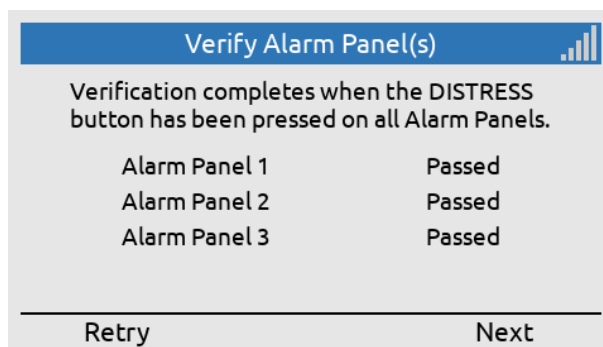 Verify Alarm Panel(s)
Verification completes when the DISTRESS
button has been pressed on all Alarm Panels.
Alarm Panel 1 Passed
Alarm Panel 2 Passed
Alarm Panel 3 Passed
Retry Next